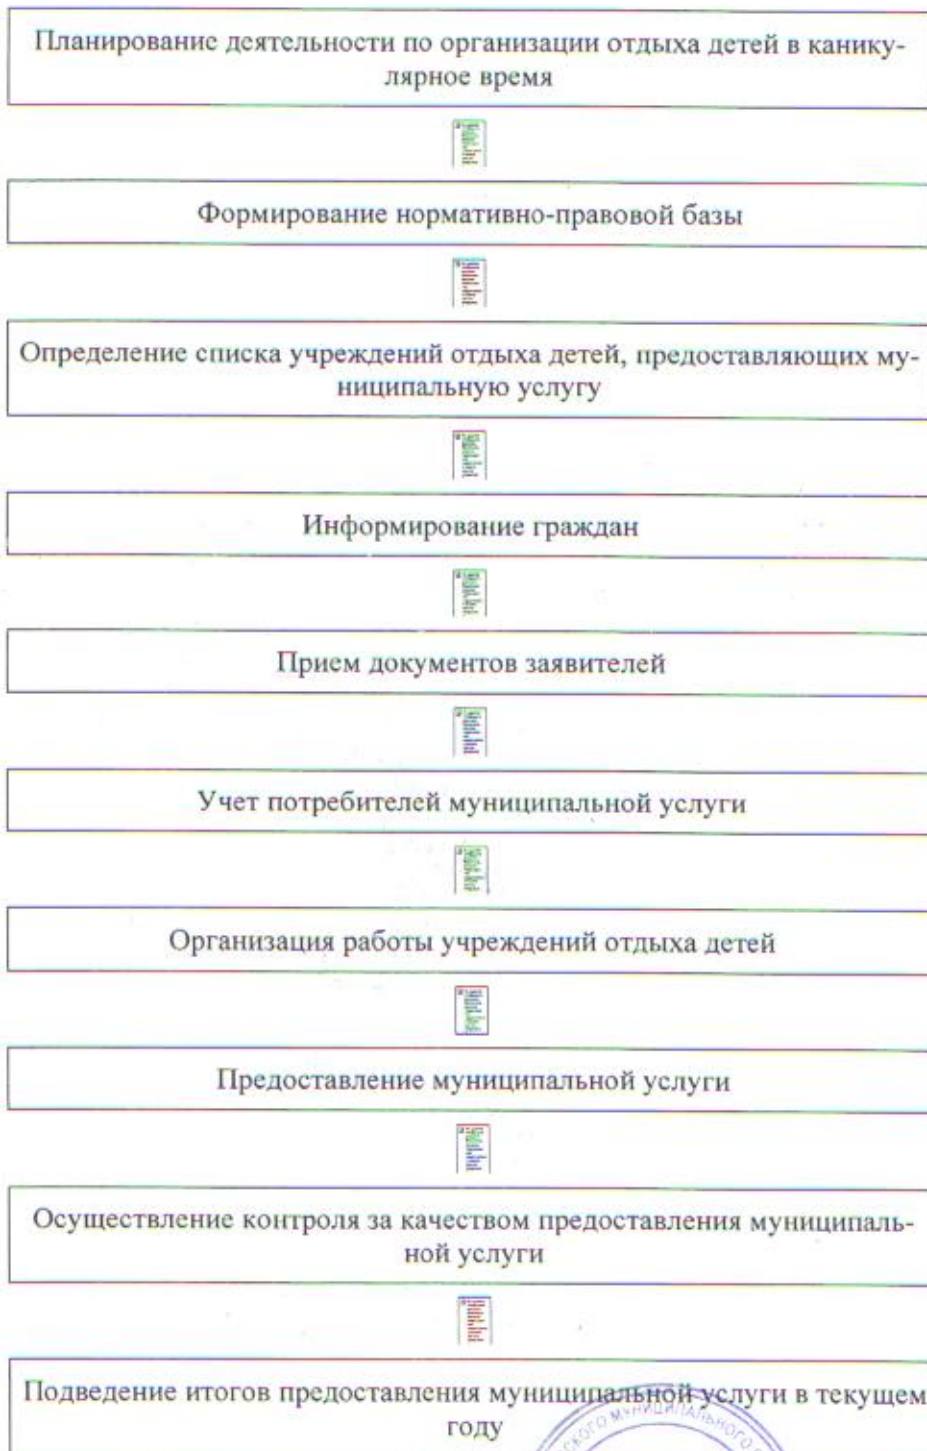 Планирование деятельности по организации отдыха детей в канику-
лярное время
Формирование нормативно-правовой базы
Определение списка учреждений отдыха детей, предоставляющих му-
ниципальную услугу
Информирование граждан
Прием документов заявителей
Учет потребителей муниципальной услуги
Организация работы учреждений отдыха детей
Предоставление муниципальной услуги
Осуществление контроля за качеством предоставления муниципаль-
ной услуги
Подведение итогов предоставления муниципальной услуги в текущем
году
МУНИЦИПАЛЬНОГО